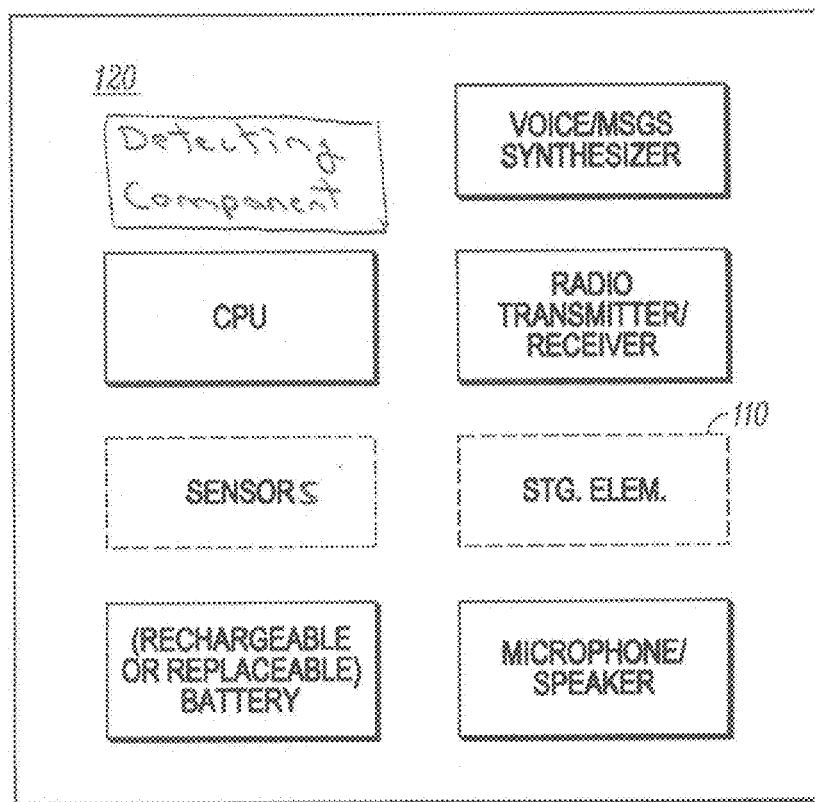 120
Detecting
Component
VOICE/MSGS
SYNTHESIZER
CPU
RADIO
TRANSMITTER/
RECEIVER
110
SENSORS
STG. ELEM.
(RECHARGEABLE
OR REPLACEABLE)
BATTERY
MICROPHONE/
SPEAKER